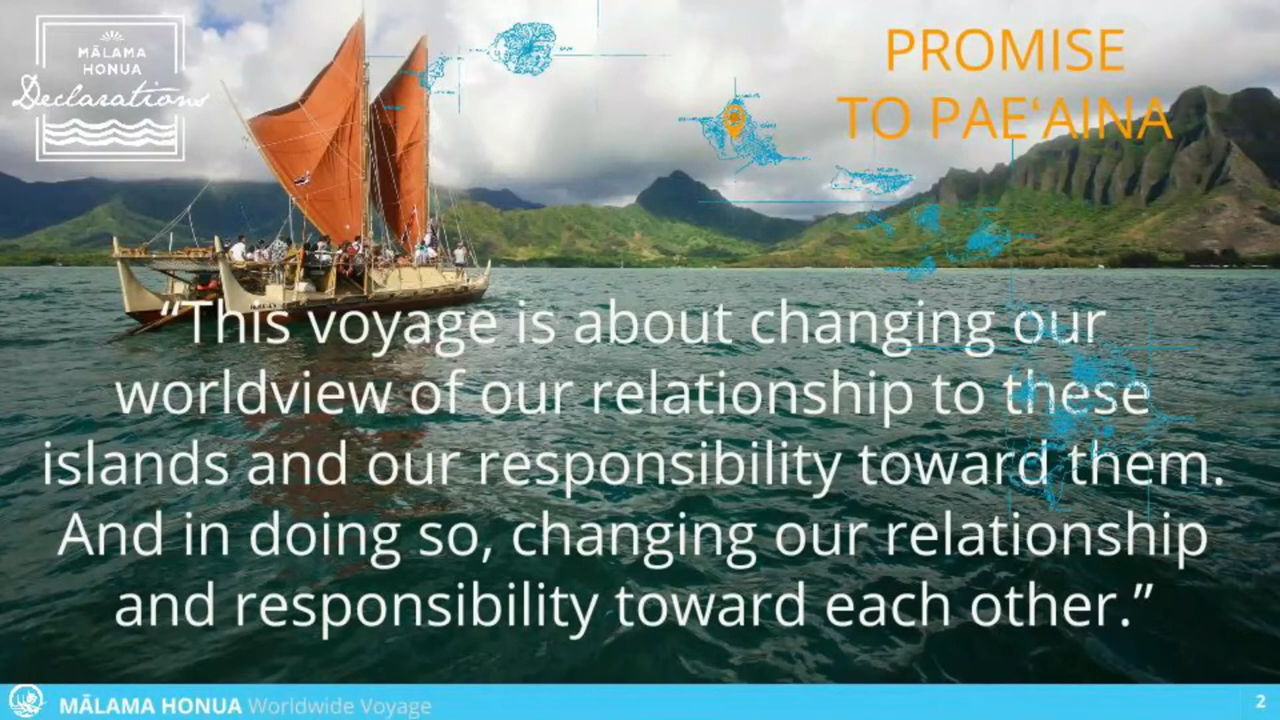 MĀLAMA
HONUA
Declarations
PROMISE
TO PAEʻAINA
“This voyage is about changing our
worldview of our relationship to these
islands and our responsibility toward them.
And in doing so, changing our relationship
and responsibility toward each other.”
MĀLAMA HONUA Worldwide Voyage
2